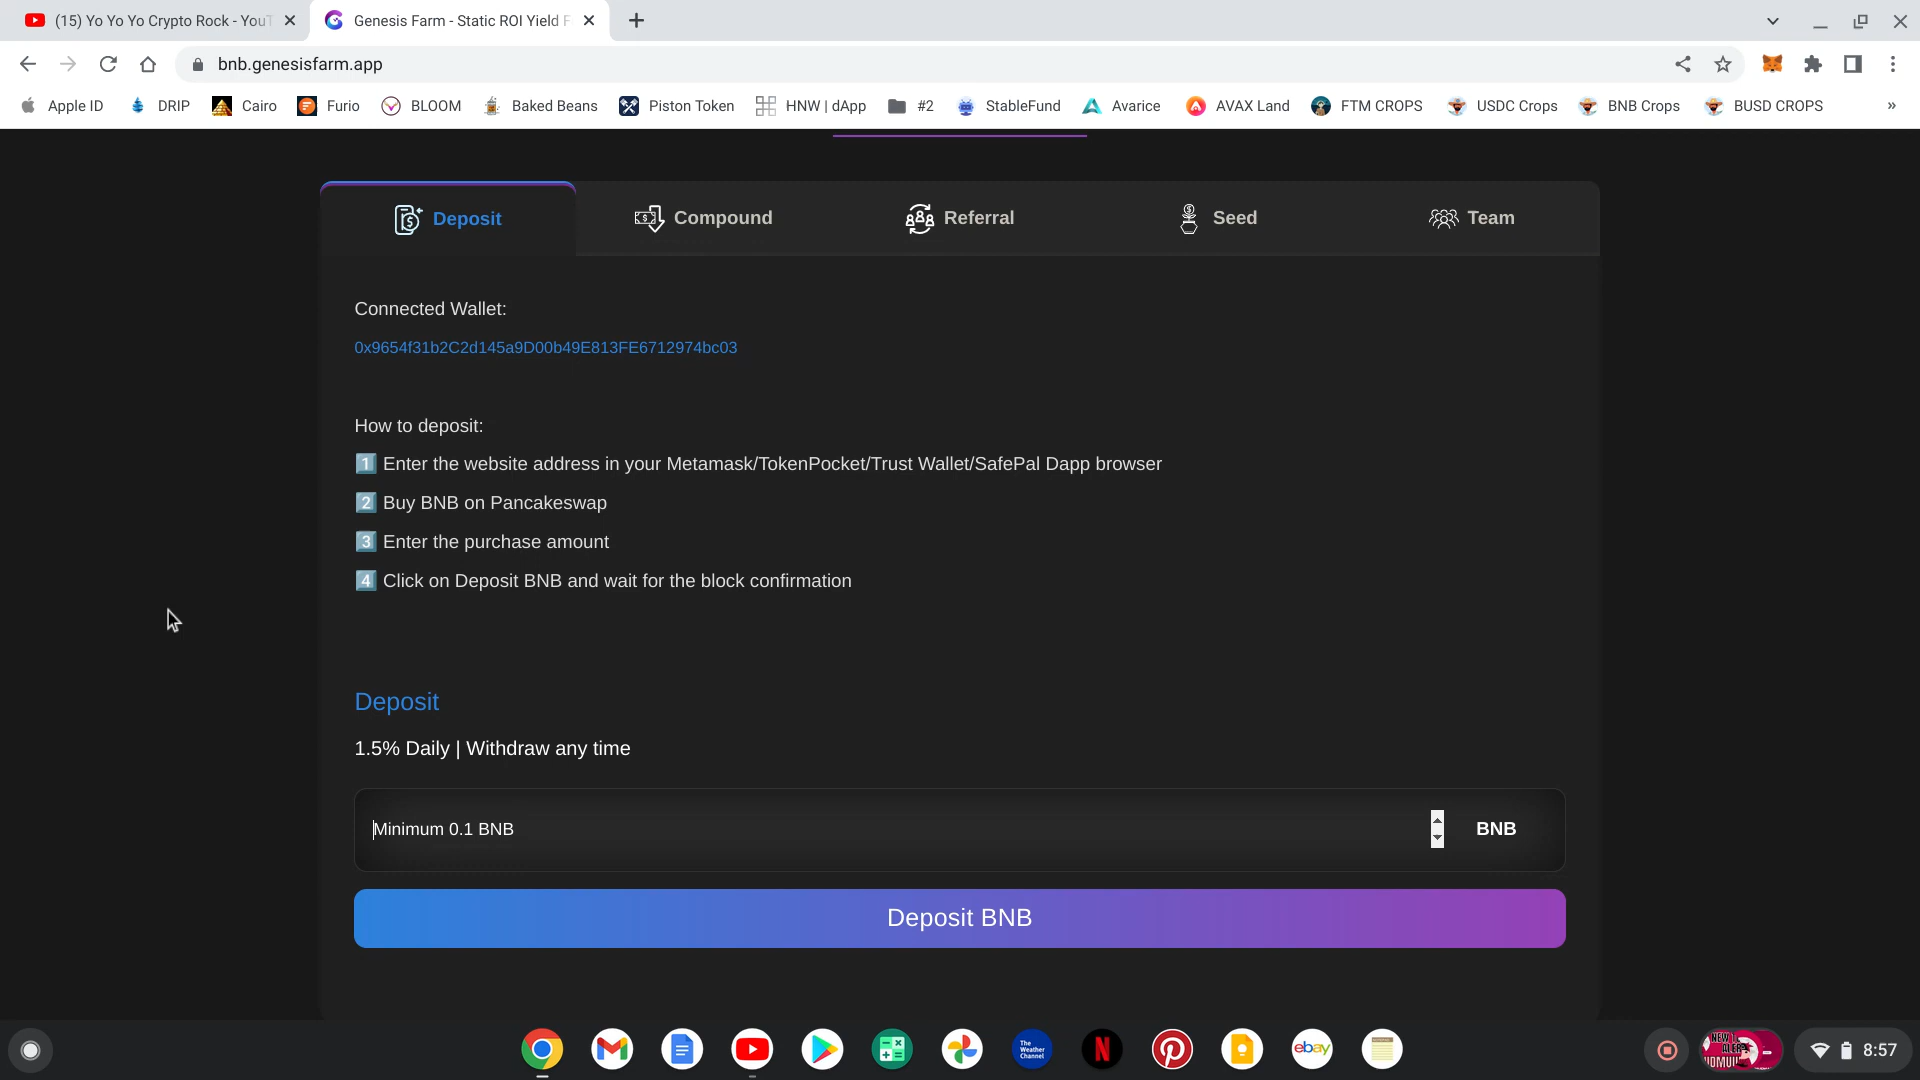 (15) Yo Yo Yo Crypto Rock - YouT
Genesis Farm - Static ROI Yield F
bnb.genesisfarm.app
Apple ID
DRIP
Cairo
Furio
BLOOM
Baked Beans
Piston Token
HNW | dApp
#2
StableFund
Avarice
AVAX Land
FTM CROPS
USDC Crops
BNB Crops
BUSD CROPS
»
Deposit
Compound
Referral
Seed
Team
Connected Wallet:
0x9654f31b2C2d145a9D00b49E813FE6712974bc03
How to deposit:
1 Enter the website address in your Metamask/TokenPocket/Trust Wallet/SafePal Dapp browser
2 Buy BNB on Pancakeswap
3 Enter the purchase amount
4 Click on Deposit BNB and wait for the block confirmation
Deposit
1.5% Daily | Withdraw any time
Minimum 0.1 BNB
BNB
Deposit BNB
The
Weather
Channel
N
ebay
8:57